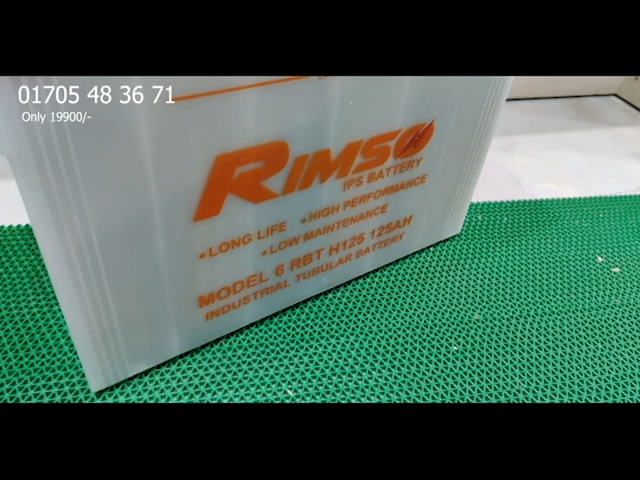 01705 48 36 71
Only 19900/-
RIMSO
IPS BATTERY
• LONG LIFE • HIGH PERFORMANCE
• LOW MAINTENANCE
MODEL 6 RBT H125 125AH
INDUSTRIAL TUBULAR BATTERY